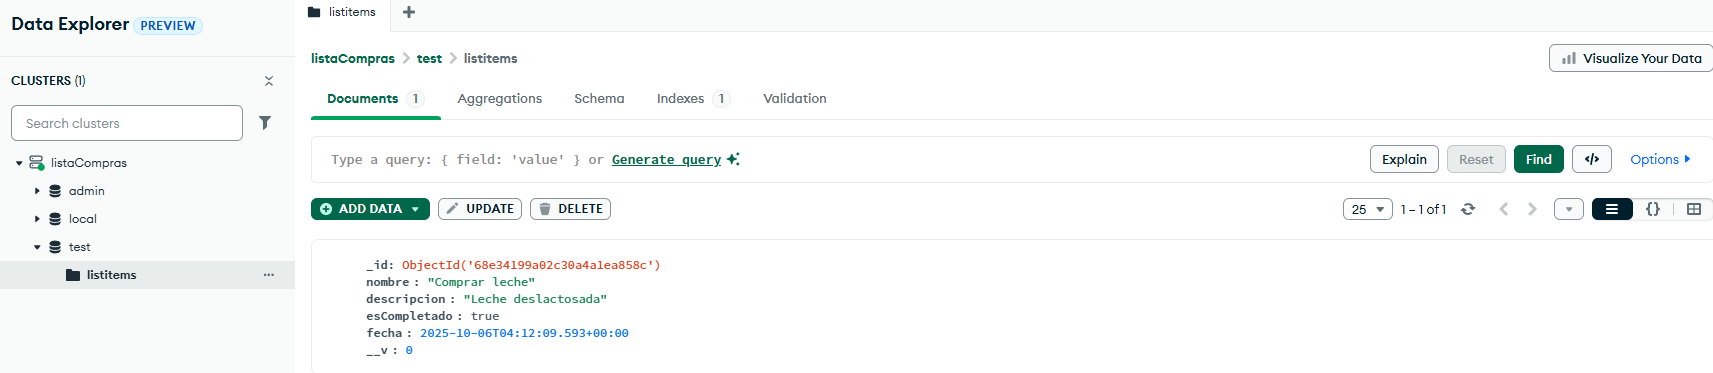 Data Explorer PREVIEW
CLUSTERS (1)
Search clusters
listaCompras
admin
local
test
listitems
listitems
listaCompras > test > listitems
Visualize Your Data
Documents 1 Aggregations Schema Indexes 1 Validation
Type a query: { field: 'value' } or Generate query
Explain Reset Find </> Options
ADD DATA UPDATE DELETE
25 1 – 1 of 1 {}
_id: ObjectId('68e34199a02c30a4a1ea858c')
nombre : "Comprar leche"
descripcion : "Leche deslactosada"
esCompletado : true
fecha : 2025-10-06T04:12:09.593+00:00
__v : 0